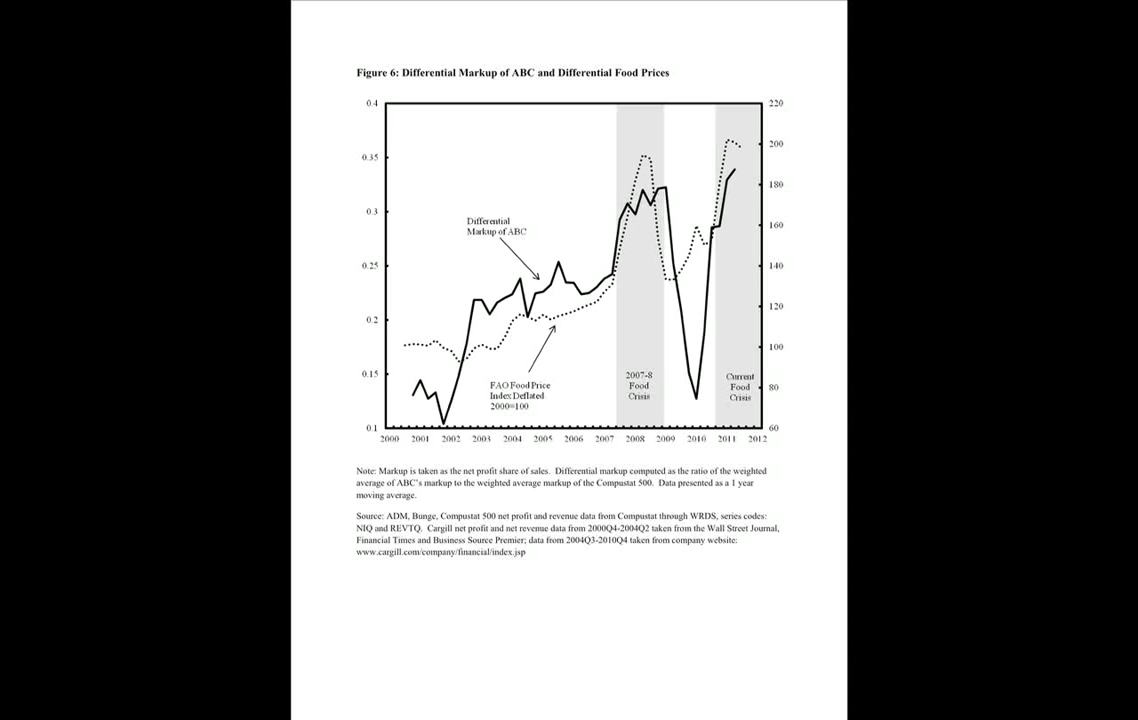 Figure 6: Differential Markup of ABC and Differential Food Prices
0.4
220
200
0.35
180
0.3
160
Differential
Markup of ABC
0.25
140
120
0.2
100
0.15
80
0.1
60
FAO Food Price
Index Deflated
2000=100
2007-8
Food
Crisis
Current
Food
Crisis
2000 2001 2002 2003 2004 2005 2006 2007 2008 2009 2010 2011 2012
Note: Markup is taken as the net profit share of sales. Differential markup computed as the ratio of the weighted
average of ABC's markup to the weighted average markup of the Compustat 500. Data presented as a 1 year
moving average.
Source: ADM, Bunge, Compustat 500 net profit and revenue data from Compustat through WRDS, series codes:
NIQ and REVTQ. Cargill net profit and net revenue data from 2000Q4-2004Q2 taken from the Wall Street Journal,
Financial Times and Business Source Premier; data from 2004Q3-2010Q4 taken from company website:
www.cargill.com/company/financial/index.jsp